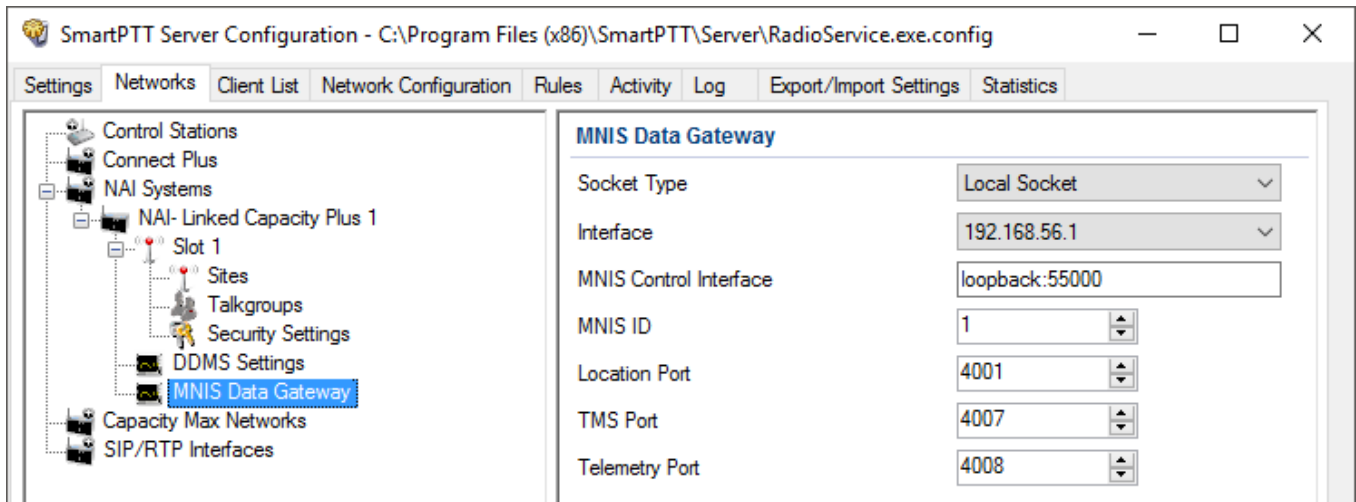 SmartPTT Server Configuration - C:\Program Files (x86)\SmartPTT\Server\RadioService.exe.config
Settings Networks Client List Network Configuration Rules Activity Log Export/Import Settings Statistics
Control Stations
Connect Plus
NAI Systems
NAI- Linked Capacity Plus 1
Slot 1
Sites
Talkgroups
Security Settings
DDMS Settings
MNIS Data Gateway
Capacity Max Networks
SIP/RTP Interfaces
MNIS Data Gateway
Socket Type Local Socket
Interface 192.168.56.1
MNIS Control Interface loopback:55000
MNIS ID 1
Location Port 4001
TMS Port 4007
Telemetry Port 4008